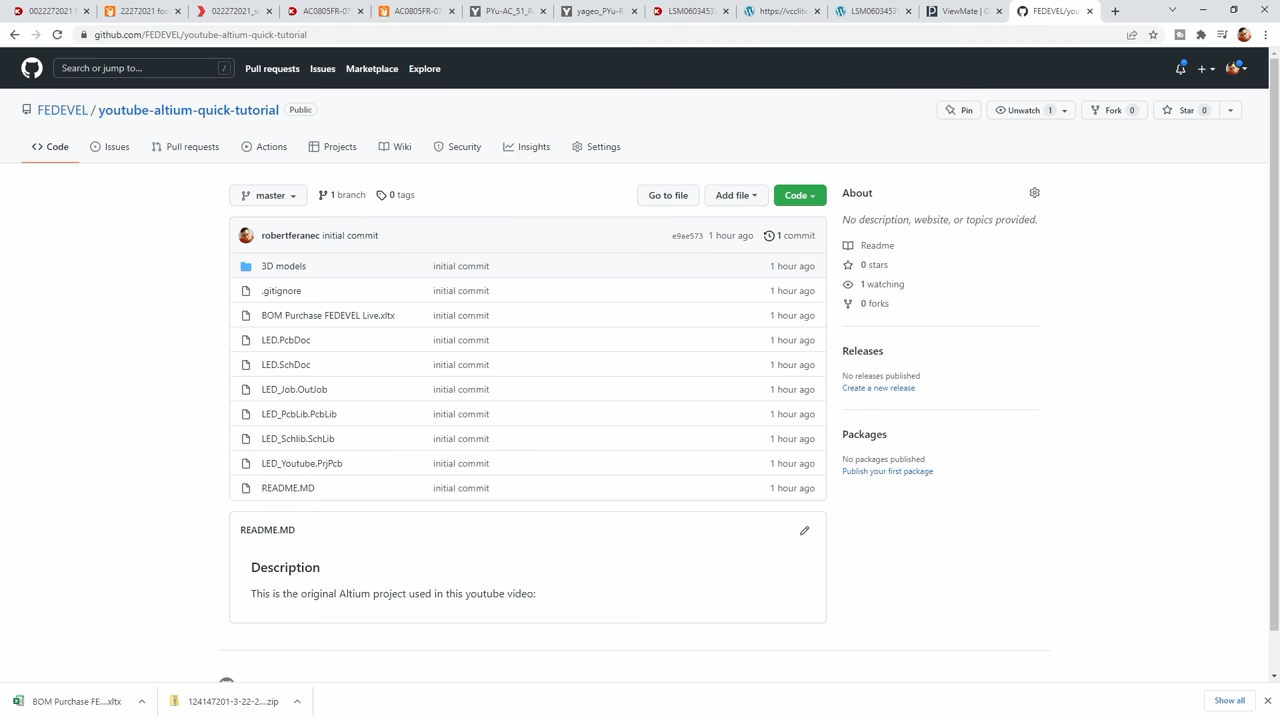 0022272021
22272021 foo
022272021_s
AC0805FR-07
AC0805FR-07
PYu-AC_51_R
yageo_PYu-R
LSM0603453
https://vcclite
LSM0603453
ViewMate | G
FEDEVEL/you
github.com/FEDEVEL/youtube-altium-quick-tutorial
Search or jump to... /
Pull requests Issues Marketplace Explore
FEDEVEL / youtube-altium-quick-tutorial Public
Pin Unwatch 1 Fork 0 Star 0
Code Issues Pull requests Actions Projects Wiki Security Insights Settings
master 1 branch 0 tags Go to file Add file Code
robertferanec initial commit e9ae573 1 hour ago 1 commit
3D models initial commit 1 hour ago
.gitignore initial commit 1 hour ago
BOM Purchase FEDEVEL Live.xltx initial commit 1 hour ago
LED.PcbDoc initial commit 1 hour ago
LED.SchDoc initial commit 1 hour ago
LED_Job.OutJob initial commit 1 hour ago
LED_PcbLib.PcbLib initial commit 1 hour ago
LED_Schlib.SchLib initial commit 1 hour ago
LED_Youtube.PrjPcb initial commit 1 hour ago
README.MD initial commit 1 hour ago
README.MD
Description
This is the original Altium project used in this youtube video:
About
No description, website, or topics provided.
Readme
0 stars
1 watching
0 forks
Releases
No releases published
Create a new release
Packages
No packages published
Publish your first package
BOM Purchase FE....xltx
124147201-3-22-2....zip
Show all